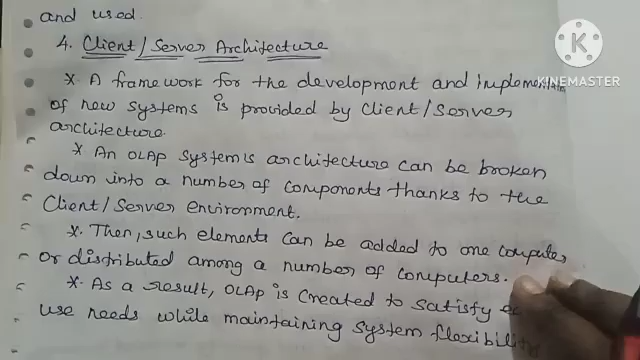 and used.
4. Client/Server Architecture
* A framework for the development and
of new systems is provided by Client/Server
architecture.
* An OLAP system's architecture can be broken
down into a number of components thanks to the
Client/Server environment.
* Then, such elements can be added to one computer
or distributed among a number of computers.
* As a result, OLAP is created to satisfy
use needs while maintaining system flexibility
KINEMASTER